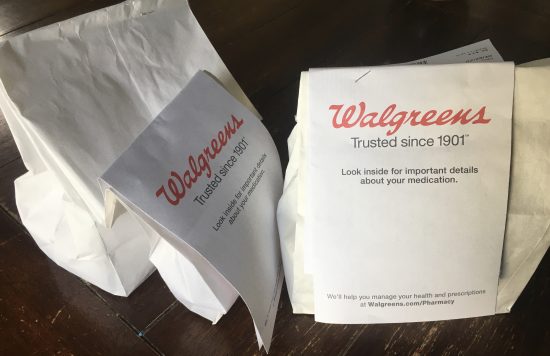 Walgreens
Trusted since 1901
Look inside for important details
about your medication.
Walgreens
Trusted since 1901™
Look inside for important details
about your medication.
We'll help you manage your health and prescriptions
at Walgreens.com/Pharmacy